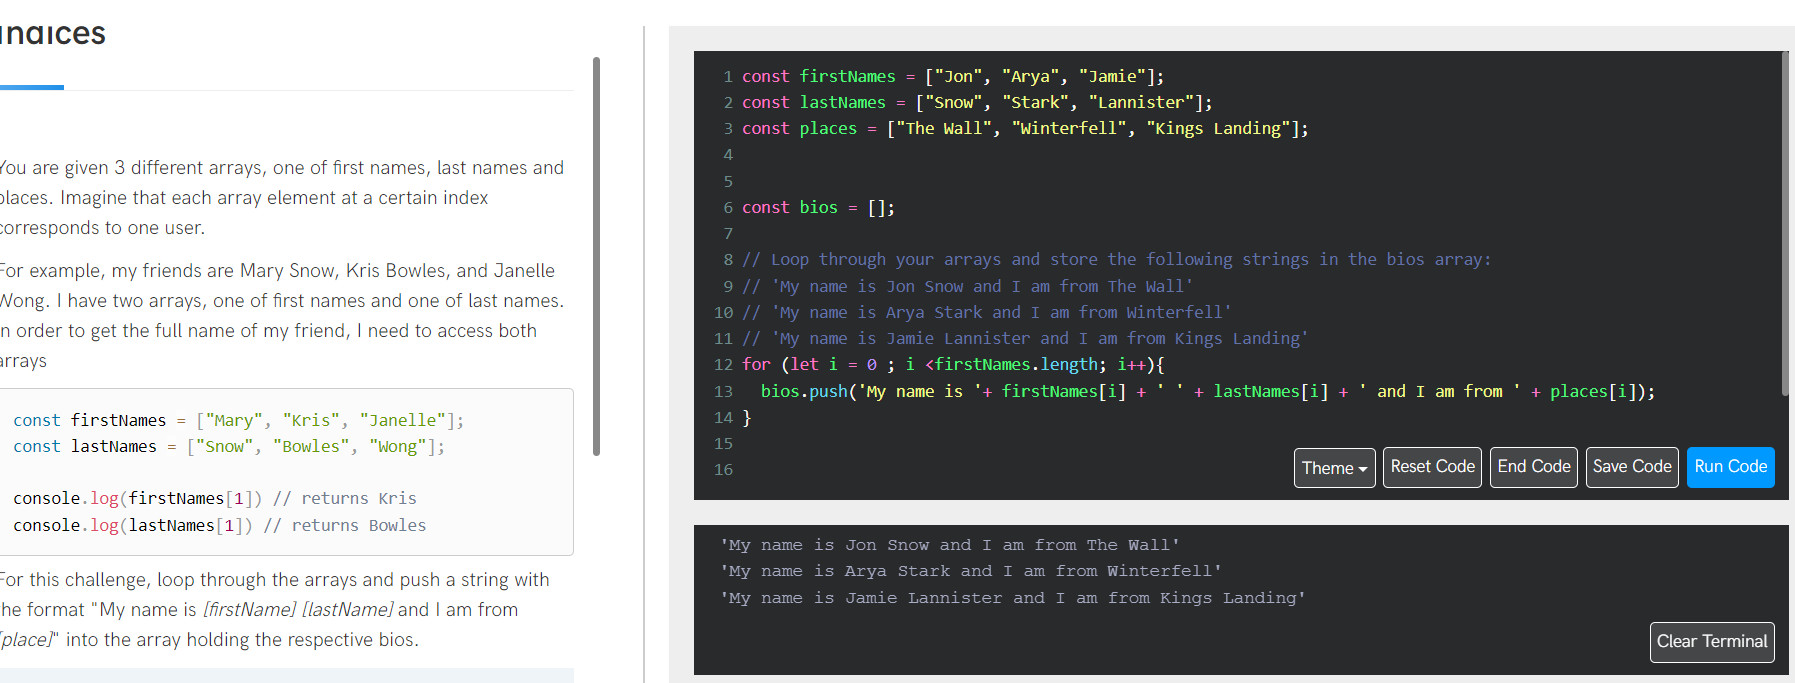 indices
You are given 3 different arrays, one of first names, last names and
places. Imagine that each array element at a certain index
corresponds to one user.
For example, my friends are Mary Snow, Kris Bowles, and Janelle
Wong. I have two arrays, one of first names and one of last names.
In order to get the full name of my friend, I need to access both
arrays
const firstNames = ["Mary", "Kris", "Janelle"];
const lastNames = ["Snow", "Bowles", "Wong"];
console.log(firstNames[1]) // returns Kris
console.log(lastNames[1]) // returns Bowles
For this challenge, loop through the arrays and push a string with
the format "My name is [firstName] [lastName] and I am from
[place]" into the array holding the respective bios.
1 const firstNames = ["Jon", "Arya", "Jamie"];
2 const lastNames = ["Snow", "Stark", "Lannister"];
3 const places = ["The Wall", "Winterfell", "Kings Landing"];
4
5
6 const bios = [];
7
8 // Loop through your arrays and store the following strings in the bios array:
9 // 'My name is Jon Snow and I am from The Wall'
10 // 'My name is Arya Stark and I am from Winterfell'
11 // 'My name is Jamie Lannister and I am from Kings Landing'
12 for (let i = 0 ; i <firstNames.length; i++){
13 bios.push('My name is '+ firstNames[i] + ' ' + lastNames[i] + ' and I am from ' + places[i]);
14 }
15
16
Theme Reset Code End Code Save Code Run Code
'My name is Jon Snow and I am from The Wall'
'My name is Arya Stark and I am from Winterfell'
'My name is Jamie Lannister and I am from Kings Landing'
Clear Terminal